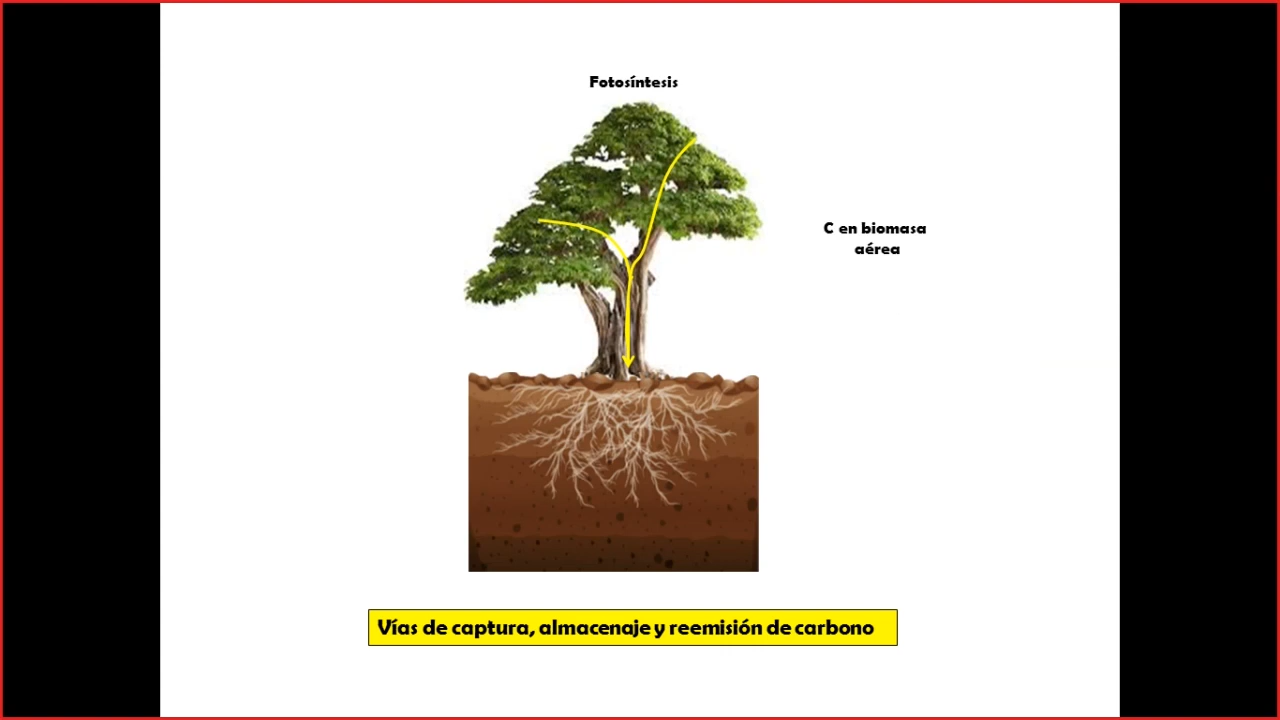 Fotosíntesis
C en biomasa
aérea
Vías de captura, almacenaje y reemisión de carbono